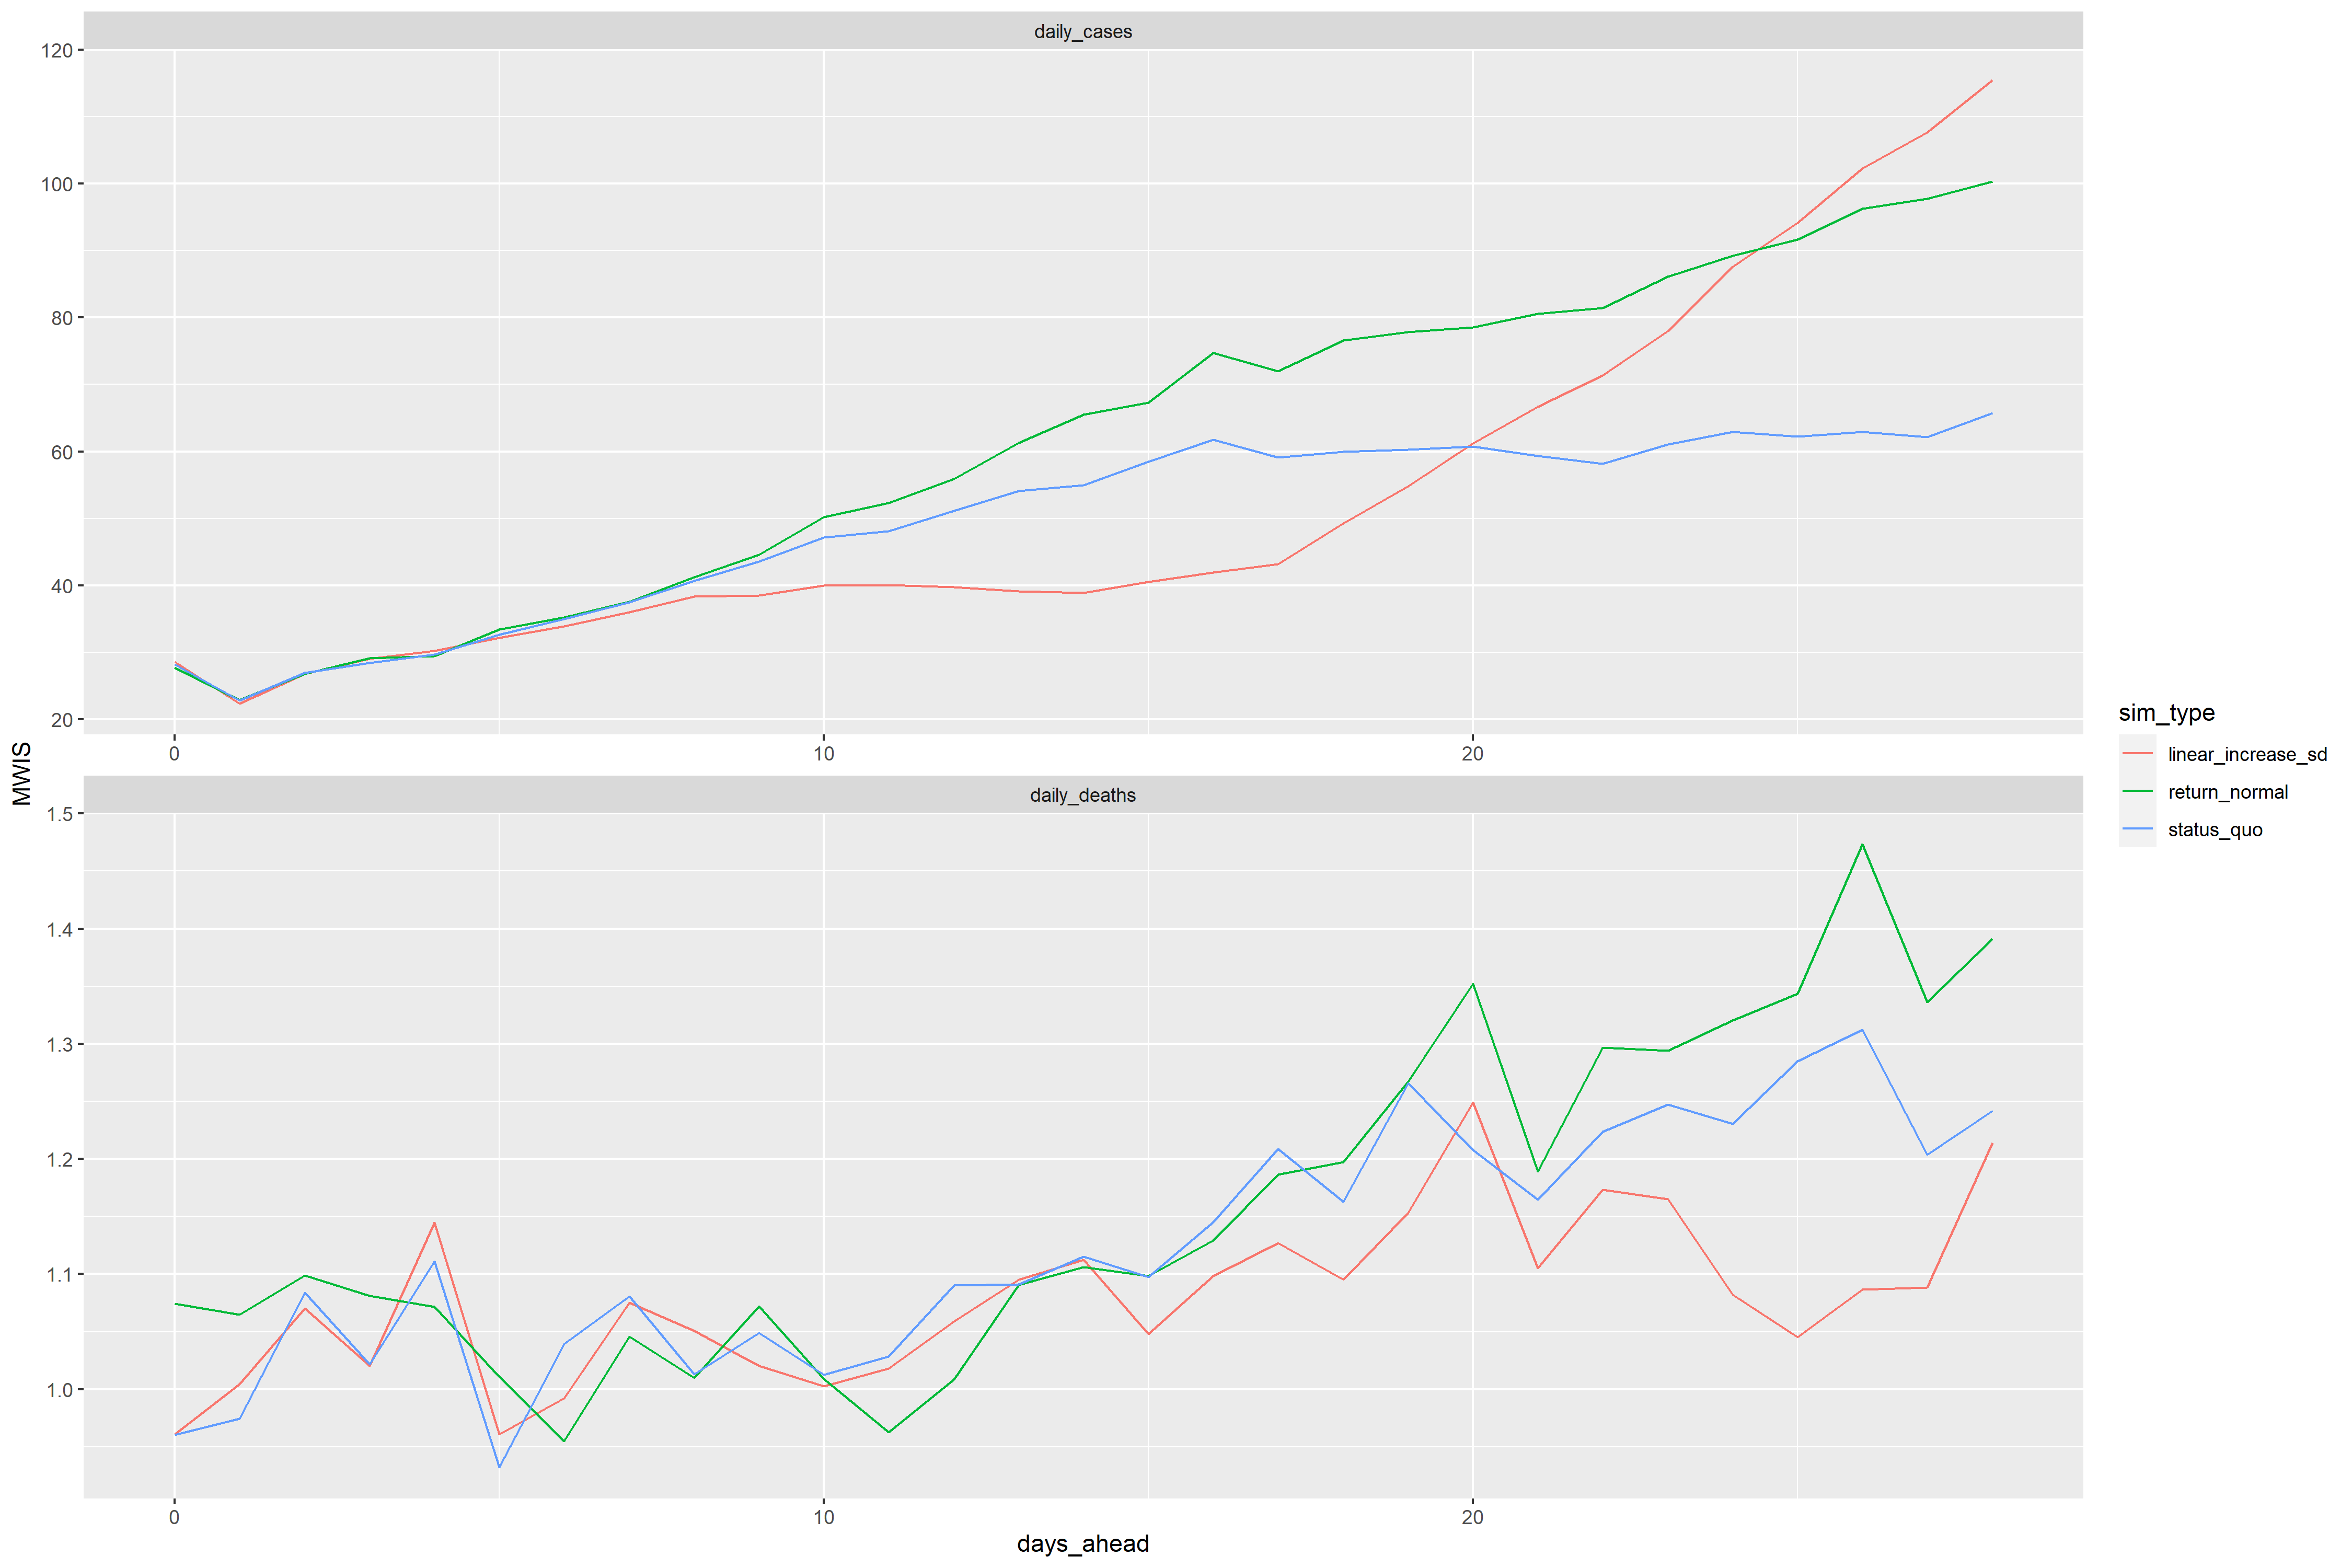 daily_cases
120
100
80
60
40
20
0 10 20
MWIS
daily_deaths
1.5
1.4
1.3
1.2
1.1
1.0
0 10 20
days_ahead
sim_type
linear_increase_sd
return_normal
status_quo